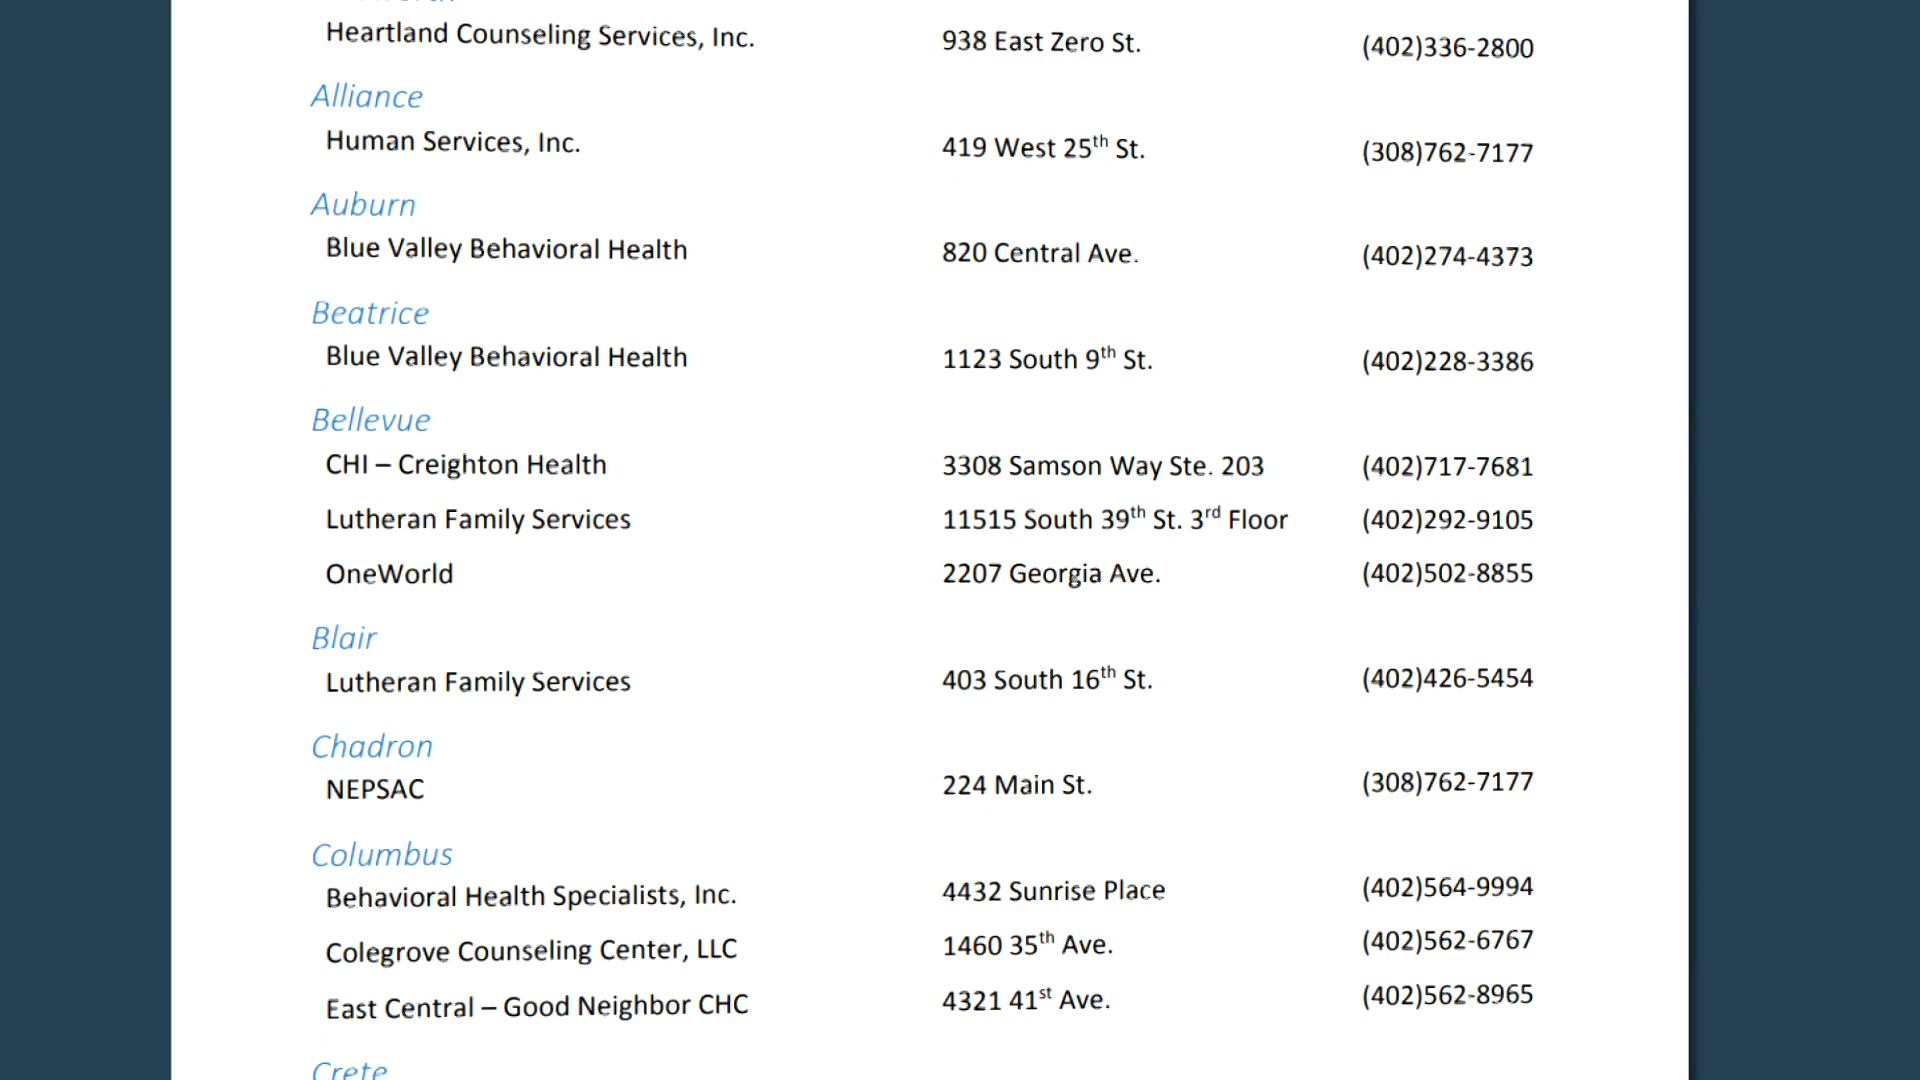 Heartland Counseling Services, Inc. 938 East Zero St. (402)336-2800
Alliance
Human Services, Inc. 419 West 25th St. (308)762-7177
Auburn
Blue Valley Behavioral Health 820 Central Ave. (402)274-4373
Beatrice
Blue Valley Behavioral Health 1123 South 9th St. (402)228-3386
Bellevue
CHI – Creighton Health 3308 Samson Way Ste. 203 (402)717-7681
Lutheran Family Services 11515 South 39th St. 3rd Floor (402)292-9105
OneWorld 2207 Georgia Ave. (402)502-8855
Blair
Lutheran Family Services 403 South 16th St. (402)426-5454
Chadron
NEPSAC 224 Main St. (308)762-7177
Columbus
Behavioral Health Specialists, Inc. 4432 Sunrise Place (402)564-9994
Colegrove Counseling Center, LLC 1460 35th Ave. (402)562-6767
East Central – Good Neighbor CHC 4321 41st Ave. (402)562-8965
Crete